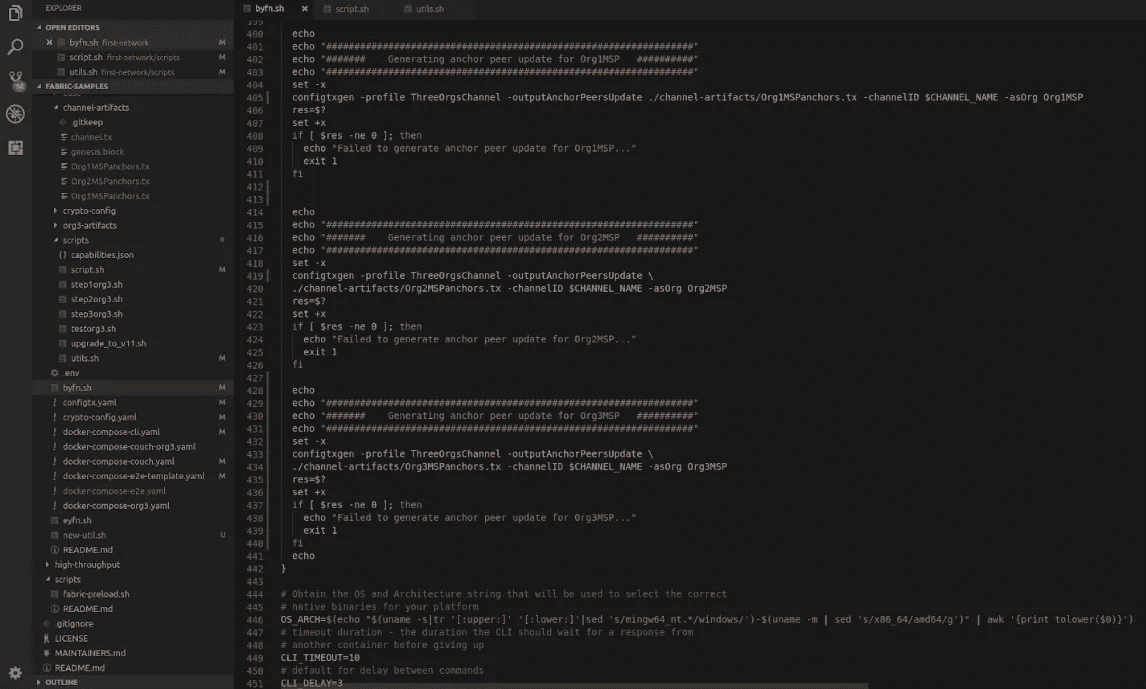 EXPLORER
OPEN EDITORS
byfn.sh first-network M
script.sh first-network/scripts M
utils.sh first-network/scripts M
FABRIC-SAMPLES
channel-artifacts
.gitkeep
channel.tx
genesis.block
Org1MSPanchors.tx
Org2MSPanchors.tx
Org3MSPanchors.tx
crypto-config
org3-artifacts
scripts
{} capabilities.json
script.sh M
step1org3.sh
step2org3.sh
step3org3.sh
testorg3.sh
upgrade_to_v11.sh
utils.sh M
.env
byfn.sh M
! configtx.yaml M
! crypto-config.yaml M
! docker-compose-cli.yaml M
! docker-compose-couch-org3.yaml
! docker-compose-couch.yaml M
! docker-compose-e2e-template.yaml M
! docker-compose-e2e.yaml
! docker-compose-org3.yaml
eyfn.sh
new-util.sh U
README.md
high-throughput
scripts
fabric-preload.sh
README.md
.gitignore
LICENSE
MAINTAINERS.md
README.md
OUTLINE
byfn.sh script.sh utils.sh
399
400 echo
401 echo "#################################################################"
402 echo "####### Generating anchor peer update for Org1MSP ##########"
403 echo "#################################################################"
404 set -x
405 configtxgen -profile ThreeOrgsChannel -outputAnchorPeersUpdate ./channel-artifacts/Org1MSPanchors.tx -channelID $CHANNEL_NAME -asOrg Org1MSP
406 res=$?
407 set +x
408 if [ $res -ne 0 ]; then
409 echo "Failed to generate anchor peer update for Org1MSP..."
410 exit 1
411 fi
412
413
414 echo
415 echo "#################################################################"
416 echo "####### Generating anchor peer update for Org2MSP ##########"
417 echo "#################################################################"
418 set -x
419 configtxgen -profile ThreeOrgsChannel -outputAnchorPeersUpdate \
420 ./channel-artifacts/Org2MSPanchors.tx -channelID $CHANNEL_NAME -asOrg Org2MSP
421 res=$?
422 set +x
423 if [ $res -ne 0 ]; then
424 echo "Failed to generate anchor peer update for Org2MSP..."
425 exit 1
426 fi
427
428 echo
429 echo "#################################################################"
430 echo "####### Generating anchor peer update for Org3MSP ##########"
431 echo "#################################################################"
432 set -x
433 configtxgen -profile ThreeOrgsChannel -outputAnchorPeersUpdate \
434 ./channel-artifacts/Org3MSPanchors.tx -channelID $CHANNEL_NAME -asOrg Org3MSP
435 res=$?
436 set +x
437 if [ $res -ne 0 ]; then
438 echo "Failed to generate anchor peer update for Org3MSP..."
439 exit 1
440 fi
441 echo
442 }
443
444 # Obtain the OS and Architecture string that will be used to select the correct
445 # native binaries for your platform
446 OS_ARCH=$(echo "$(uname -s|tr '[:upper:]' '[:lower:]'|sed 's/mingw64_nt.*/windows/')-$(uname -m | sed 's/x86_64/amd64/g')" | awk '{print tolower($0)}')
447 # timeout duration - the duration the CLI should wait for a response from
448 # another container before giving up
449 CLI_TIMEOUT=10
450 # default for delay between commands
451 CLI_DELAY=3